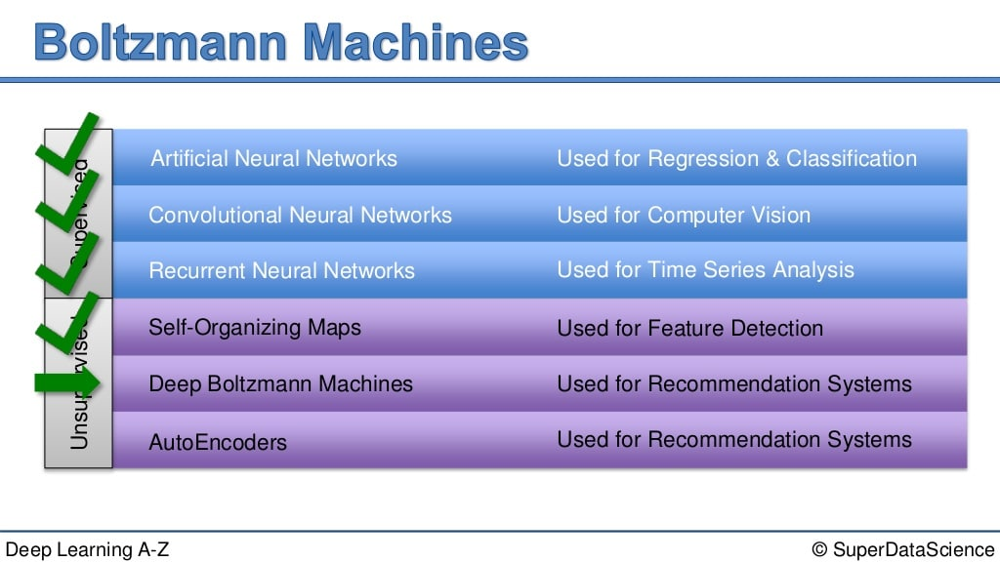 Boltzmann Machines
Supervised
Artificial Neural Networks Used for Regression & Classification
Convolutional Neural Networks Used for Computer Vision
Recurrent Neural Networks Used for Time Series Analysis
Unsupervised
Self-Organizing Maps Used for Feature Detection
Deep Boltzmann Machines Used for Recommendation Systems
AutoEncoders Used for Recommendation Systems
Deep Learning A-Z © SuperDataScience